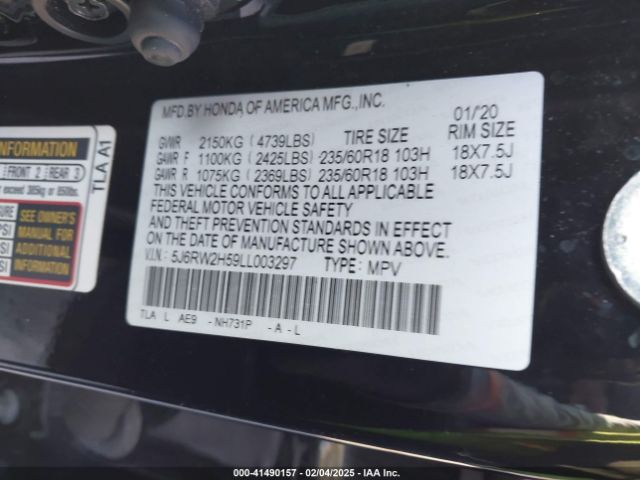 MFD.BY HONDA OF AMERICA MFG.,INC.
01/20
GVWR 2150KG (4739LBS) TIRE SIZE RIM SIZE
GAWR F 1100KG (2425LBS) 235/60R18 103H 18X7.5J
GAWR R 1075KG (2369LBS) 235/60R18 103H 18X7.5J
THIS VEHICLE CONFORMS TO ALL APPLICABLE
FEDERAL MOTOR VEHICLE SAFETY
AND THEFT PREVENTION STANDARDS IN EFFECT
ON THE DATE OF MANUFACTURE SHOWN ABOVE.
V.I.N.: 5J6RW2H59LL003297 TYPE: MPV
TLA L AE9 - NH731P - A - L
INFORMATION
FRONT 2 REAR 3
exceed 385kg or 850lbs.
TLA A1
SEE OWNER'S
MANUAL FOR
ADDITIONAL
INFORMATION
000-41490157 - 02/04/2025 - IAA Inc.